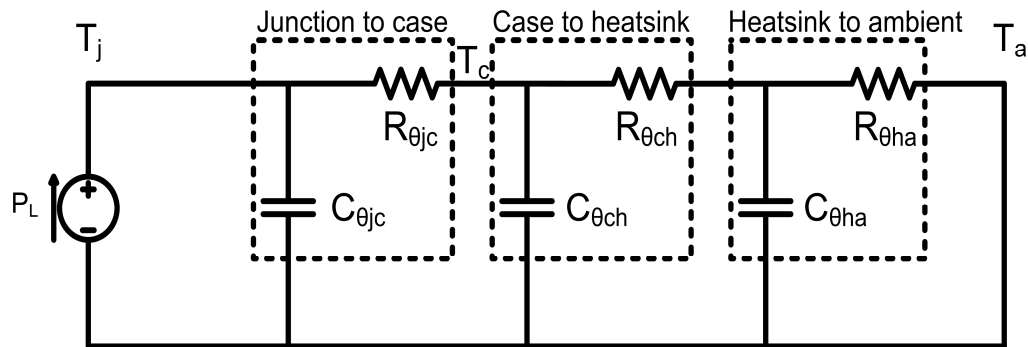 Junction to case
Case to heatsink
Heatsink to ambient
Tj
Tc
Ta
Rθjc
Rθch
Rθha
PL
+
−
Cθjc
Cθch
Cθha